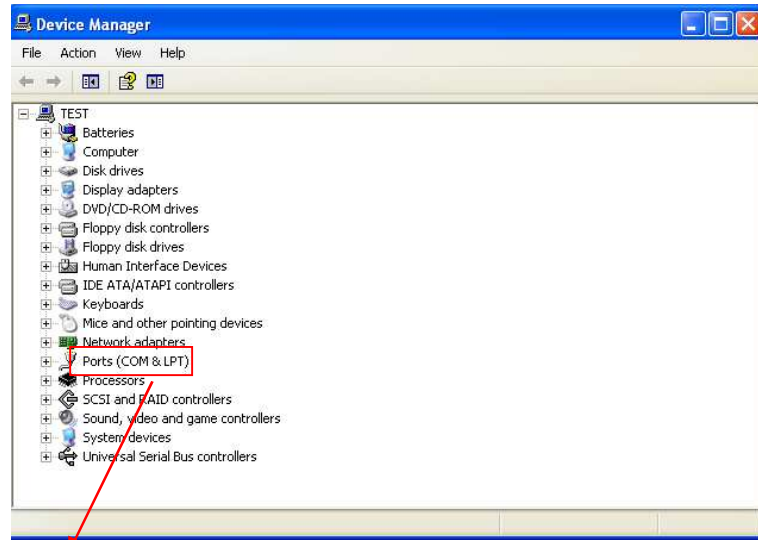 Device Manager
File Action View Help
TEST
Batteries
Computer
Disk drives
Display adapters
DVD/CD-ROM drives
Floppy disk controllers
Floppy disk drives
Human Interface Devices
IDE ATA/ATAPI controllers
Keyboards
Mice and other pointing devices
Network adapters
Ports (COM & LPT)
Processors
SCSI and RAID controllers
Sound, video and game controllers
System devices
Universal Serial Bus controllers